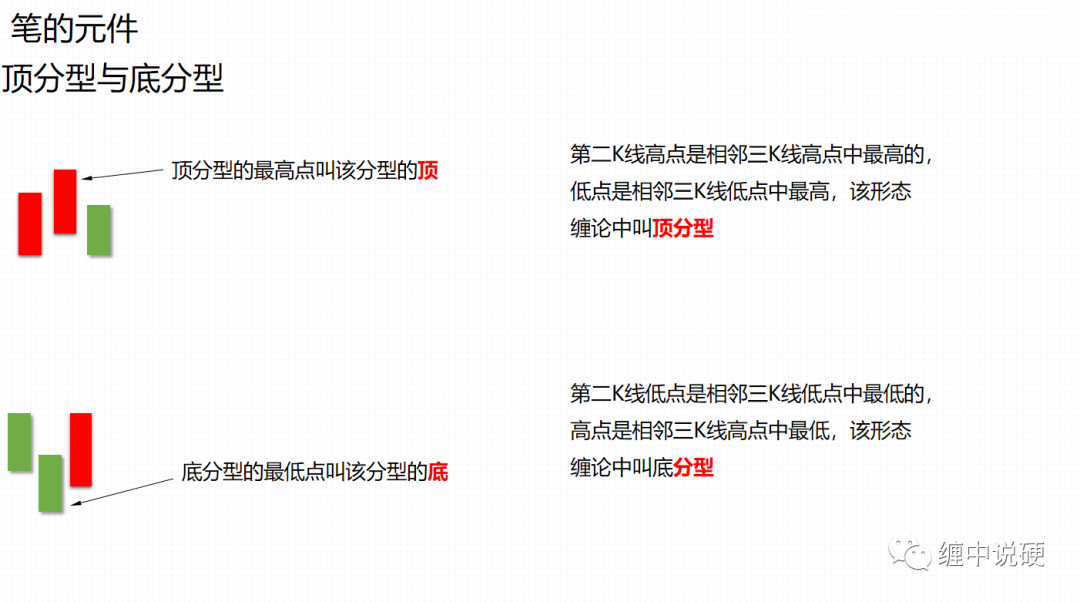 笔的元件
顶分型与底分型
顶分型的最高点叫该分型的顶
第二K线高点是相邻三K线高点中最高的，
低点是相邻三K线低点中最高，该形态
缠论中叫顶分型
底分型的最低点叫该分型的底
第二K线低点是相邻三K线低点中最低的，
高点是相邻三K线高点中最低，该形态
缠论中叫底分型
缠中说硬